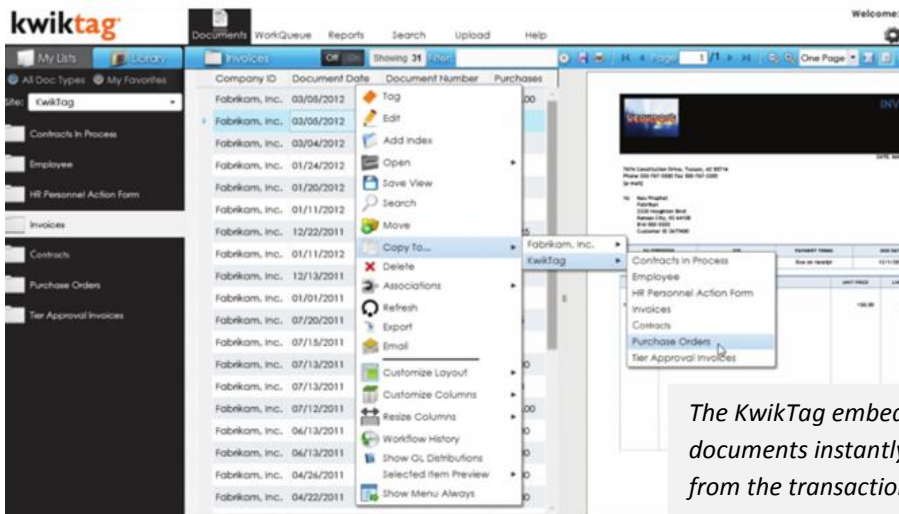 kwiktag
Welcome:
Documents WorkQueue Reports Search Upload Help
My Lists Library
Invoices Off On Showing 31 Filter: Page 1 /1 One Page
All Doc Types My Favorites
Site: KwikTag
Contracts In Process
Employee
HR Personnel Action Form
Invoices
Contracts
Purchase Orders
Tier Approval Invoices
Company ID Document Date Document Number Purchases
Fabrikam, Inc. 03/05/2012
Fabrikam, Inc. 03/05/2012
Fabrikam, Inc. 03/04/2012
Fabrikam, Inc. 01/24/2012
Fabrikam, Inc. 01/20/2012
Fabrikam, Inc. 01/11/2012
Fabrikam, Inc. 12/22/2011
Fabrikam, Inc. 01/11/2012
Fabrikam, Inc. 12/13/2011
Fabrikam, Inc. 01/01/2011
Fabrikam, Inc. 07/20/2011
Fabrikam, Inc. 07/15/2011
Fabrikam, Inc. 07/13/2011
Fabrikam, Inc. 07/13/2011
Fabrikam, Inc. 07/12/2011
Fabrikam, Inc. 06/13/2011
Fabrikam, Inc. 06/13/2011
Fabrikam, Inc. 04/26/2011
Fabrikam, Inc. 04/22/2011
Tag
Edit
Add Index
Open
Save View
Search
Move
Copy To...
Delete
Associations
Refresh
Export
Email
Customize Layout
Customize Columns
Resize Columns
Workflow History
Show GL Distributions
Selected Item Preview
Show Menu Always
Fabrikam, Inc.
KwikTag
Contracts In Process
Employee
HR Personnel Action Form
Invoices
Contracts
Purchase Orders
Tier Approval Invoices
INV
The KwikTag embed
documents instantly
from the transaction